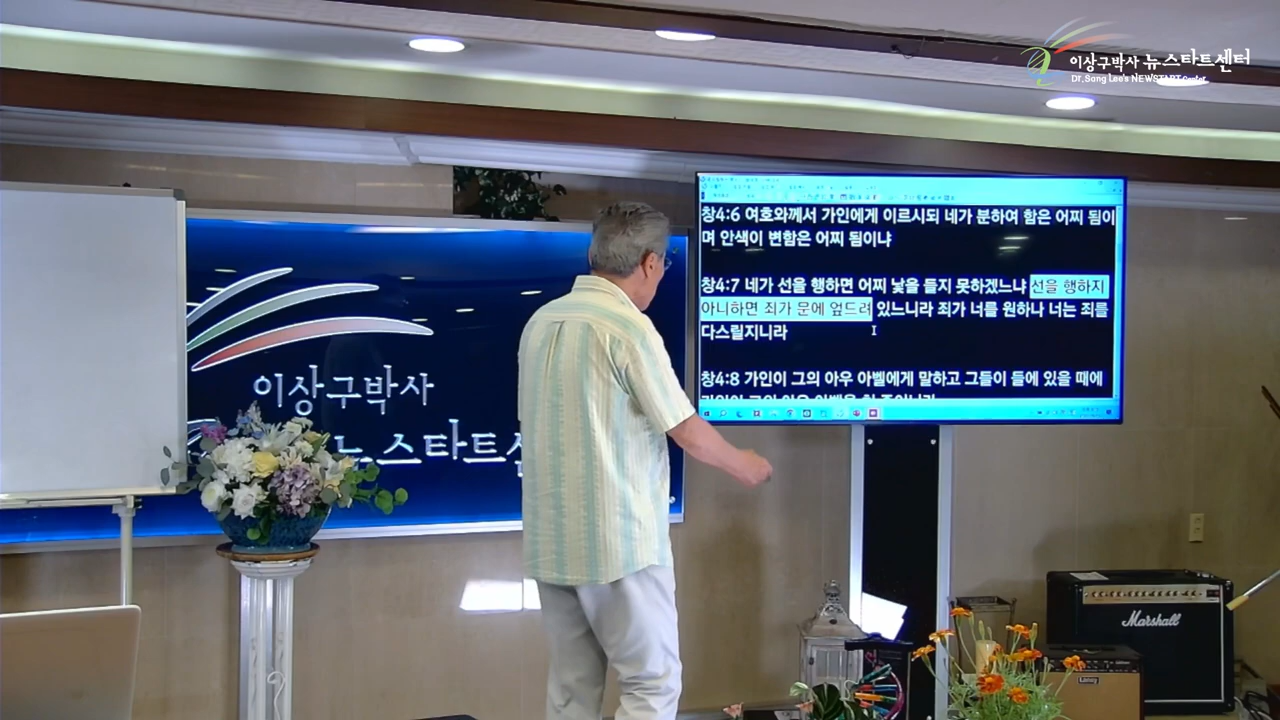 이상구박사 뉴스타트센터
Dr.Sang Lee's NEWSTART Center
창4:6 여호와께서 가인에게 이르시되 네가 분하여 함은 어찌 됨이
며 안색이 변함은 어찌 됨이냐
창4:7 네가 선을 행하면 어찌 낯을 들지 못하겠느냐 선을 행하지
아니하면 죄가 문에 엎드려 있느니라 죄가 너를 원하나 너는 죄를
다스릴지니라
창4:8 가인이 그의 아우 아벨에게 말하고 그들이 들에 있을 때에
이상구박사
뉴스타트
Marshall
Laney